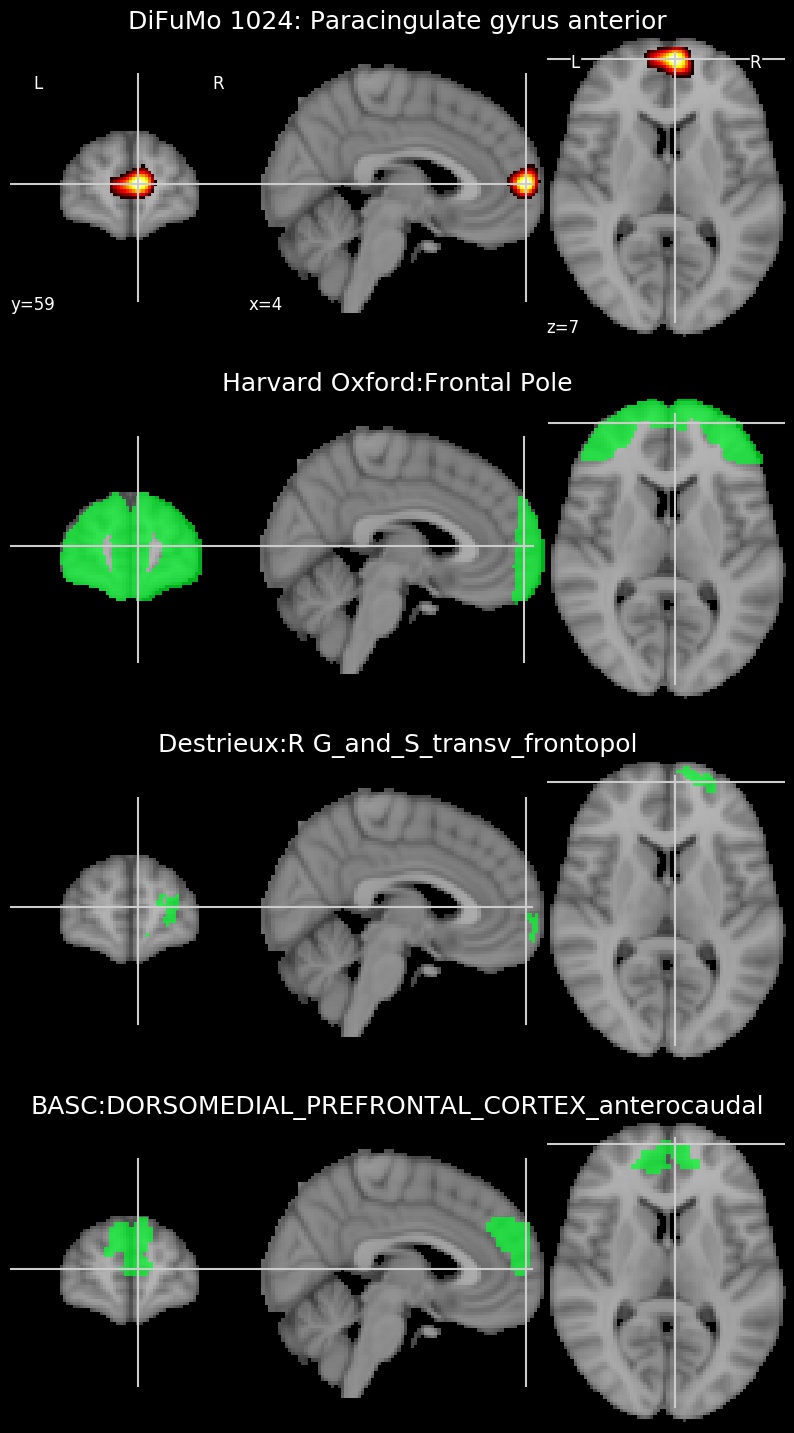 DiFuMo 1024: Paracingulate gyrus anterior
L R L R
y=59 x=4 z=7
Harvard Oxford:Frontal Pole
Destrieux:R G_and_S_transv_frontopol
BASC:DORSOMEDIAL_PREFRONTAL_CORTEX_anterocaudal